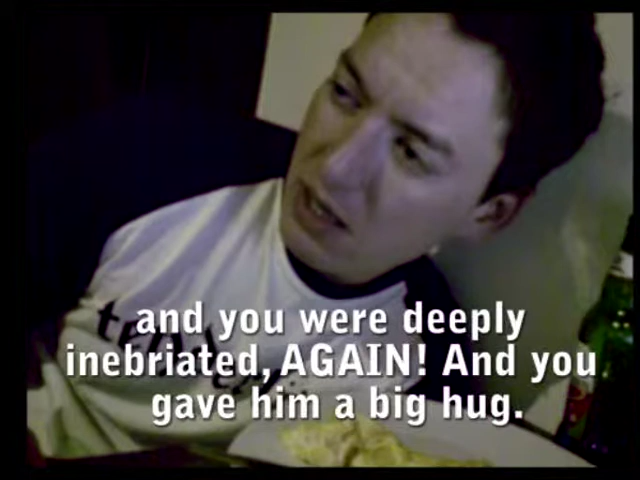 and you were deeply
inebriated, AGAIN! And you
gave him a big hug.